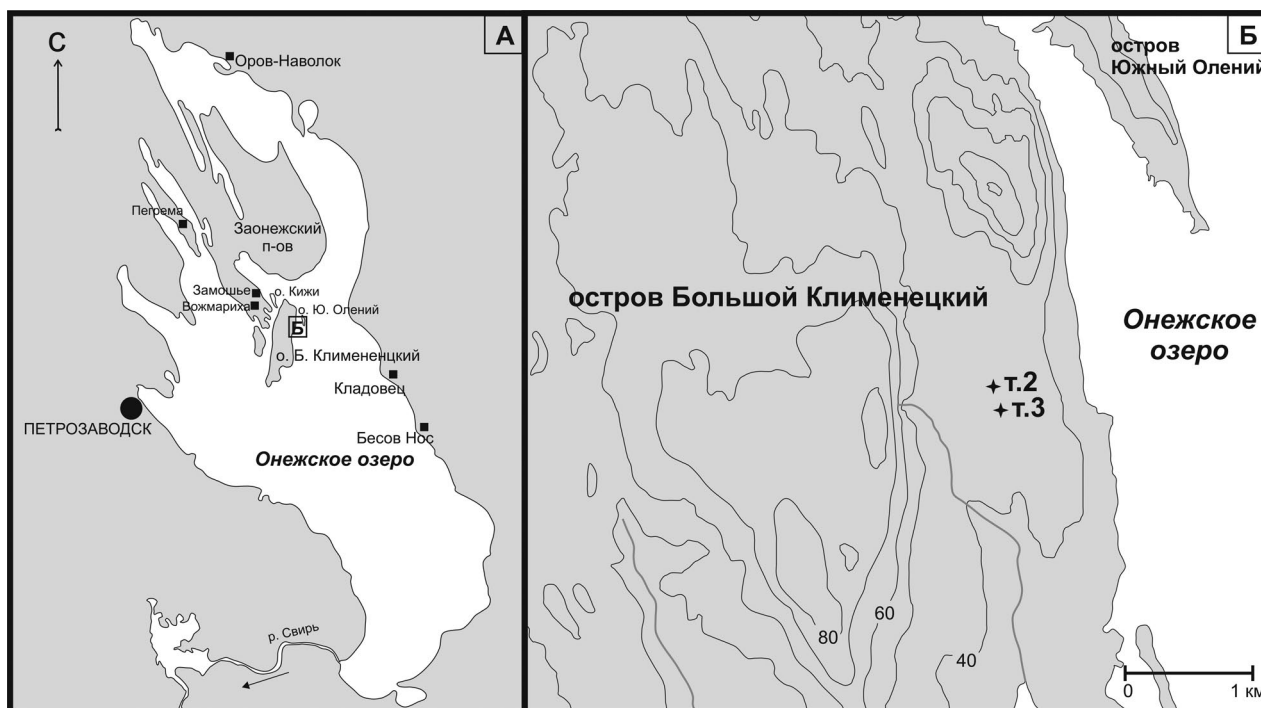 С
А
Оров-Наволок
Пегрема
Заонежский
п-ов
Замошье
о. Кижи
Вожмариха
о. Ю. Олений
Б
о. Б. Клименецкий
Кладовец
ПЕТРОЗАВОДСК
Бесов Нос
Онежское озеро
р. Свирь
Б
остров
Южный Олений
остров Большой Клименецкий
Онежское
озеро
т.2
т.3
60
80
40
0
1 км